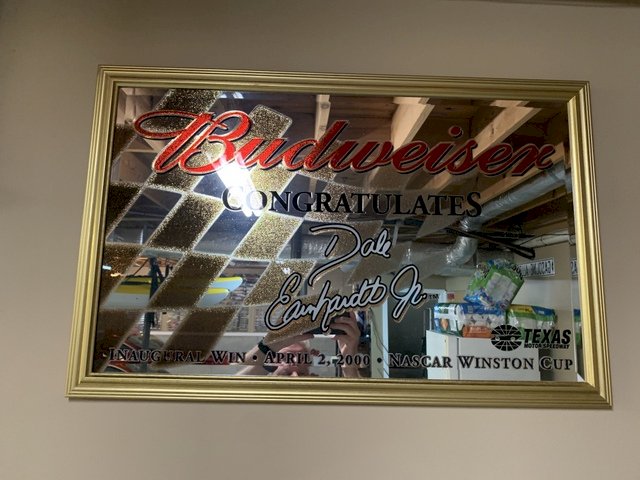 Budweiser
CONGRATULATES
Dale
Earnhardt Jr
TEXAS
MOTOR SPEEDWAY
INAUGURAL WIN • APRIL 2, 2000 • NASCAR WINSTON CUP